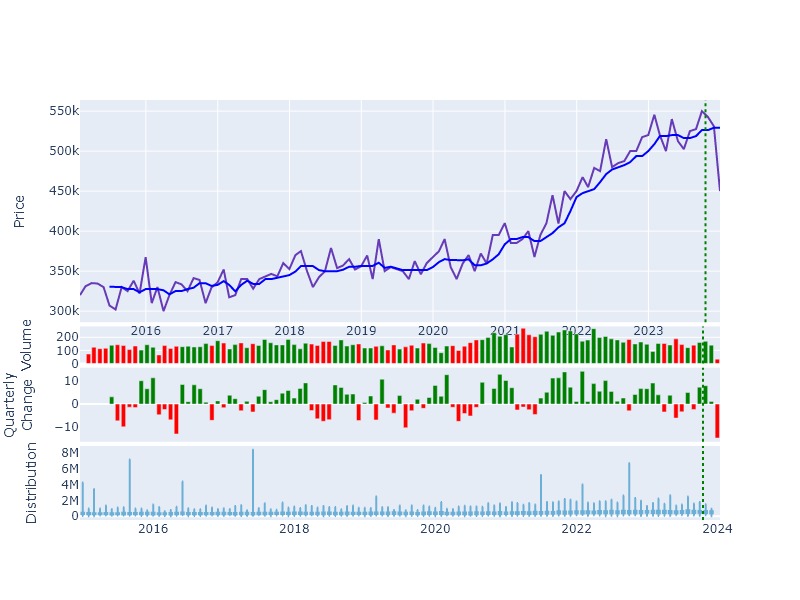 550k
500k
450k
400k
350k
300k
Price
2016
2017
2018
2019
2020
2021
2022
2023
200
100
0
Volume
10
0
−10
Quarterly
Change
8M
6M
4M
2M
0
Distribution
2016
2018
2020
2022
2024